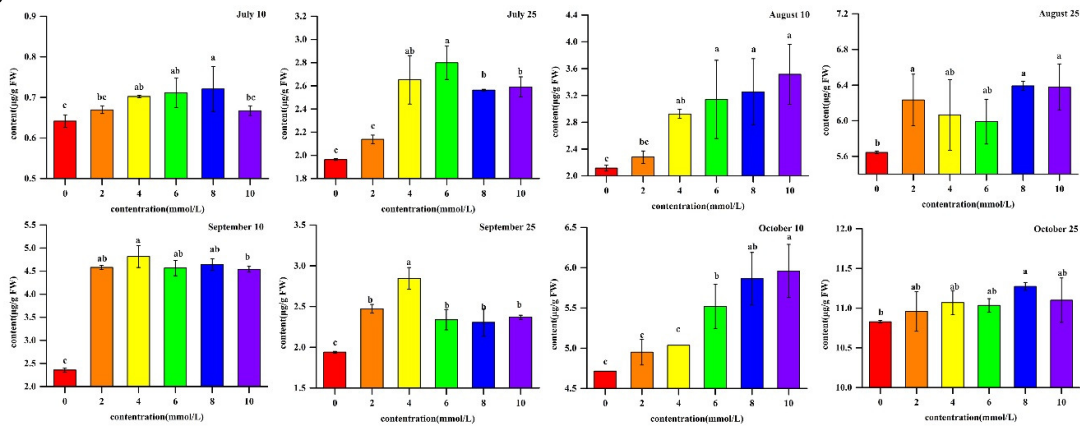 July 10
content(μg/g FW)
0.9
0.8
0.7
0.6
0.5
c
bc
ab
ab
a
bc
0
2
4
6
8
10
contentration(mmol/L)
July 25
content(μg/g FW)
3.2
3.0
2.8
2.6
2.4
2.2
2.0
1.8
c
c
ab
a
b
b
0
2
4
6
8
10
contentration(mmol/L)
August 10
content(μg/g FW)
4.4
4.0
3.6
3.2
2.8
2.4
2.0
c
bc
ab
a
a
a
0
2
4
6
8
10
contentration(mmol/L)
August 25
content(μg/g FW)
7.2
6.8
6.4
6.0
5.6
b
a
ab
ab
a
a
0
2
4
6
8
10
contentration(mmol/L)
September 10
content(μg/g FW)
5.5
5.0
4.5
4.0
3.5
3.0
2.5
2.0
c
ab
a
ab
ab
b
0
2
4
6
8
10
contentration(mmol/L)
September 25
content(μg/g FW)
3.5
3.0
2.5
2.0
1.5
c
b
a
b
b
b
0
2
4
6
8
10
contentration(mmol/L)
October 10
content(μg/g FW)
6.5
6.0
5.5
5.0
4.5
c
c
c
b
ab
a
0
2
4
6
8
10
contentration(mmol/L)
October 25
content(μg/g FW)
12.0
11.5
11.0
10.5
10.0
b
ab
ab
ab
a
ab
0
2
4
6
8
10
contentration(mmol/L)